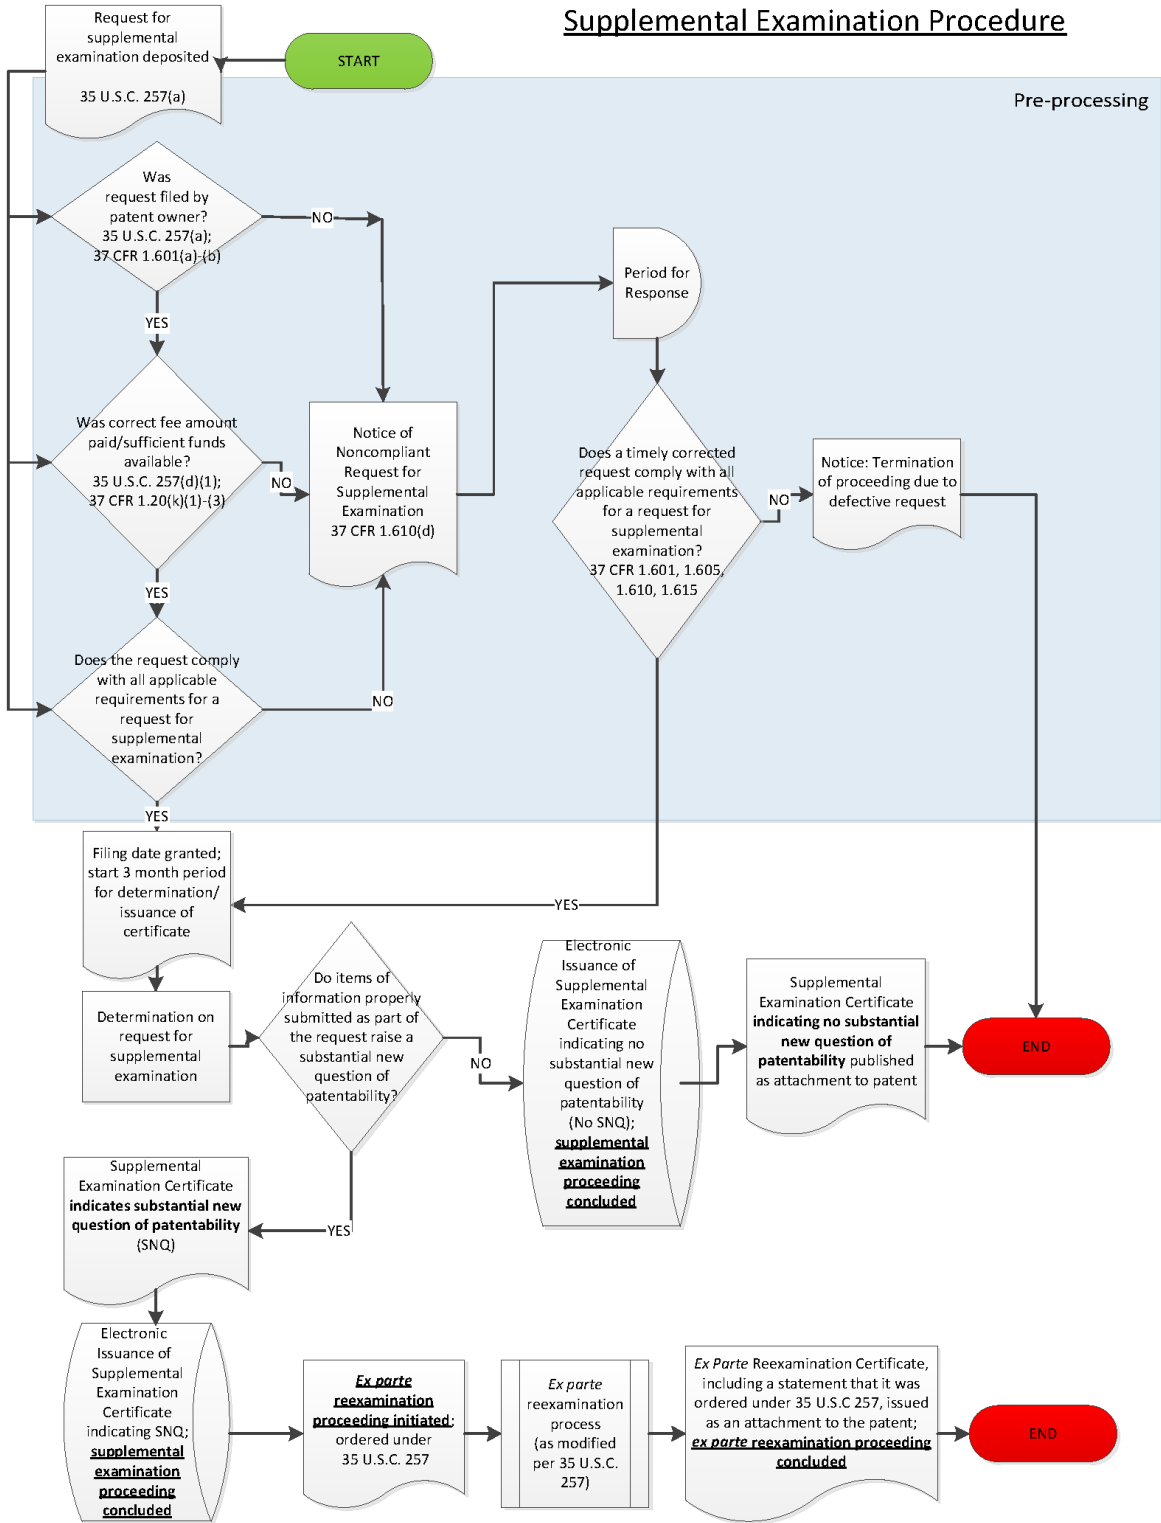 Supplemental Examination Procedure
Request for
supplemental
examination deposited
35 U.S.C. 257(a)
START
Pre-processing
Was
request filed by
patent owner?
35 U.S.C. 257(a);
37 CFR 1.601(a)-(b)
NO
YES
Period for
Response
Was correct fee amount
paid/sufficient funds
available?
35 U.S.C. 257(d)(1);
37 CFR 1.20(k)(1)-(3)
NO
YES
Notice of
Noncompliant
Request for
Supplemental
Examination
37 CFR 1.610(d)
Does a timely corrected
request comply with all
applicable requirements
for a request for
supplemental
examination?
37 CFR 1.601, 1.605,
1.610, 1.615
NO
Notice: Termination
of proceeding due to
defective request
Does the request comply
with all applicable
requirements for a
request for
supplemental
examination?
NO
YES
Filing date granted;
start 3 month period
for determination/
issuance of
certificate
YES
Determination on
request for
supplemental
examination
Do items of
information properly
submitted as part of
the request raise a
substantial new
question of
patentability?
NO
Electronic
Issuance of
Supplemental
Examination
Certificate
indicating no
substantial new
question of
patentability
(No SNQ);
supplemental
examination
proceeding
concluded
Supplemental
Examination Certificate
indicating no substantial
new question of
patentability published
as attachment to patent
END
YES
Supplemental
Examination Certificate
indicates substantial new
question of patentability
(SNQ)
Electronic
Issuance of
Supplemental
Examination
Certificate
indicating SNQ;
supplemental
examination
proceeding
concluded
Ex parte
reexamination
proceeding initiated;
ordered under
35 U.S.C. 257
Ex parte
reexamination
process
(as modified
per 35 U.S.C.
257)
Ex Parte Reexamination Certificate,
including a statement that it was
ordered under 35 U.S.C 257, issued
as an attachment to the patent;
ex parte reexamination proceeding
concluded
END